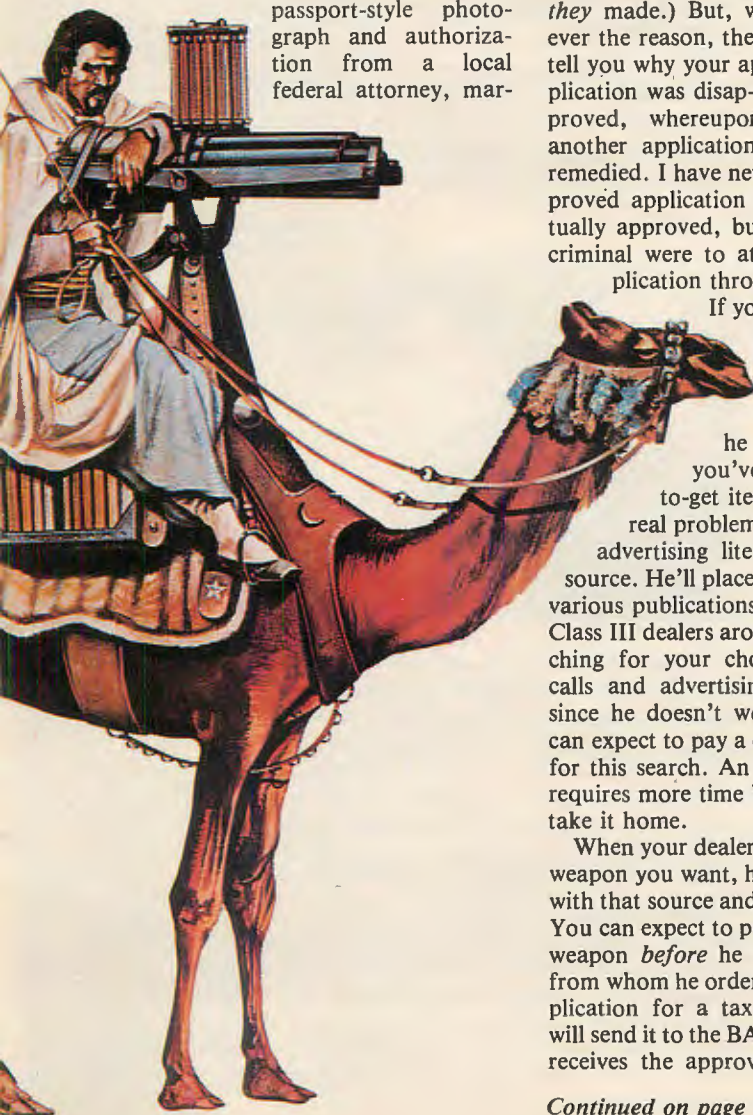 passport-style photo-
graph and authoriza-
tion from a local
federal attorney, mar-
they made.) But, w
ever the reason, the
tell you why your ap
plication was disap-
proved, whereupon
another application
remedied. I have nev
proved application
tually approved, bu
criminal were to at
plication thro
If yo
he
you've
to-get ite
real problem
advertising lite
source. He'll place
various publications
Class III dealers aro
ching for your cho
calls and advertisin
since he doesn't we
can expect to pay a
for this search. An
requires more time
take it home.
When your dealer
weapon you want, h
with that source and
You can expect to p
weapon before he
from whom he order
plication for a tax
will send it to the BA
receives the approv
Continued on page